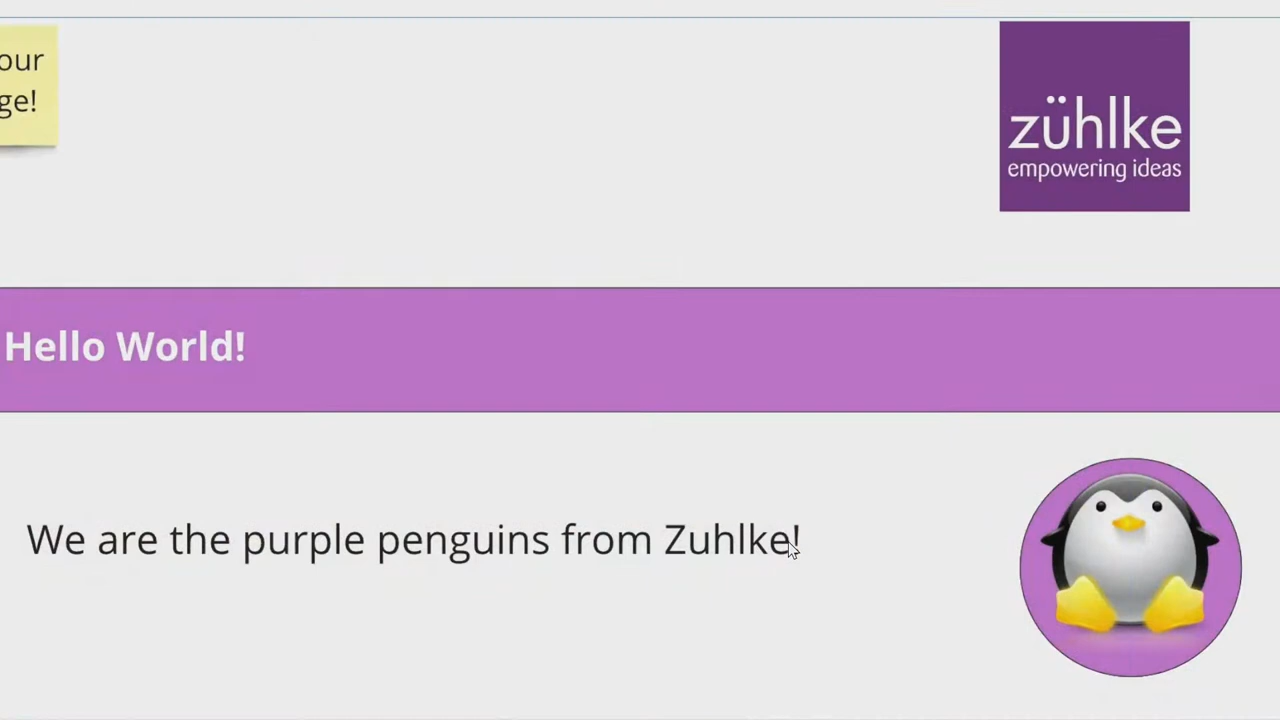 our
ge!
zühlke
empowering ideas
Hello World!
We are the purple penguins from Zuhlke!